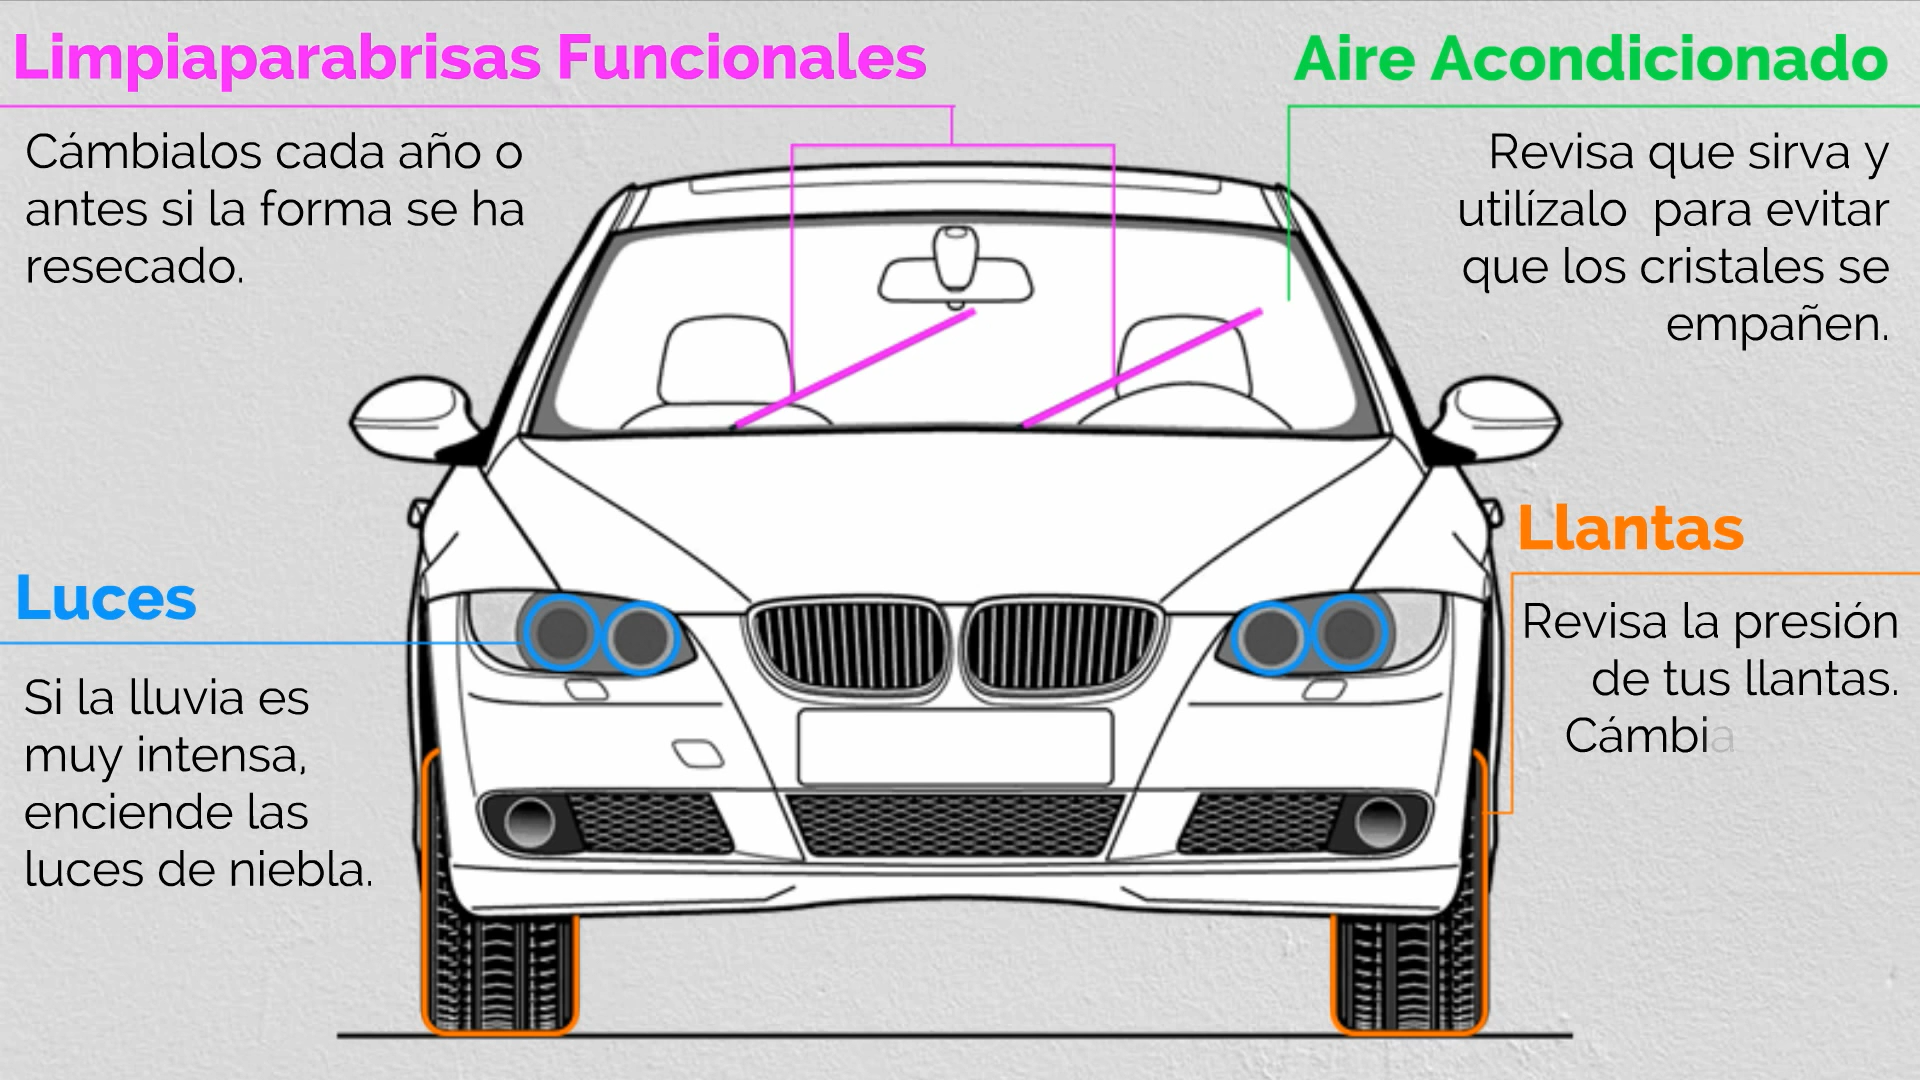 Limpiaparabrisas Funcionales
Cámbialos cada año o
antes si la forma se ha
resecado.
Aire Acondicionado
Revisa que sirva y
utilízalo para evitar
que los cristales se
empañen.
Luces
Si la lluvia es
muy intensa,
enciende las
luces de niebla.
Llantas
Revisa la presión
de tus llantas.
Cámbia